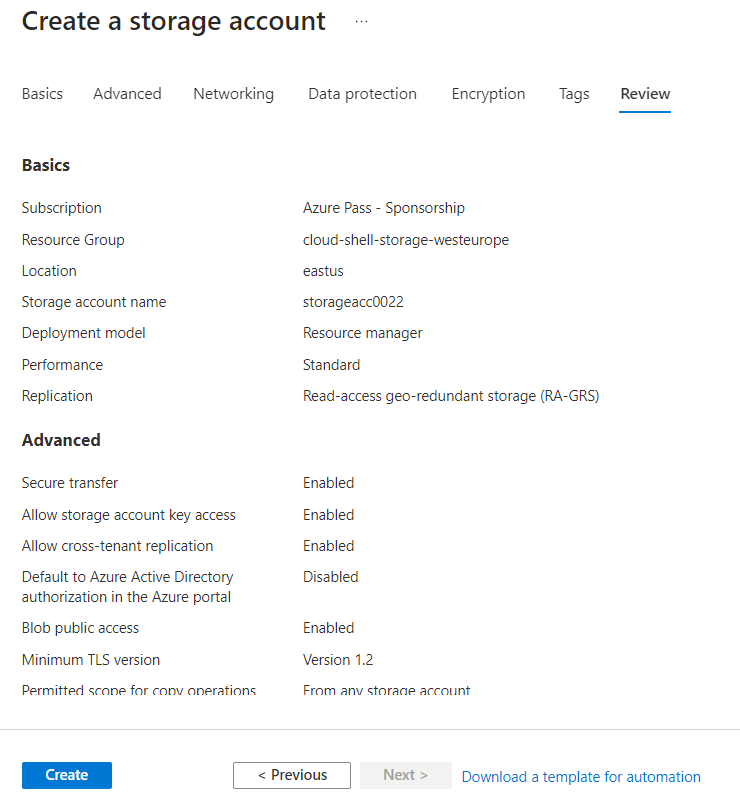 Create a storage account ...
Basics Advanced Networking Data protection Encryption Tags Review
Basics
Subscription Azure Pass - Sponsorship
Resource Group cloud-shell-storage-westeurope
Location eastus
Storage account name storageacc0022
Deployment model Resource manager
Performance Standard
Replication Read-access geo-redundant storage (RA-GRS)
Advanced
Secure transfer Enabled
Allow storage account key access Enabled
Allow cross-tenant replication Enabled
Default to Azure Active Directory Disabled
authorization in the Azure portal
Blob public access Enabled
Minimum TLS version Version 1.2
Permitted scope for copy operations From any storage account
Create < Previous Next > Download a template for automation